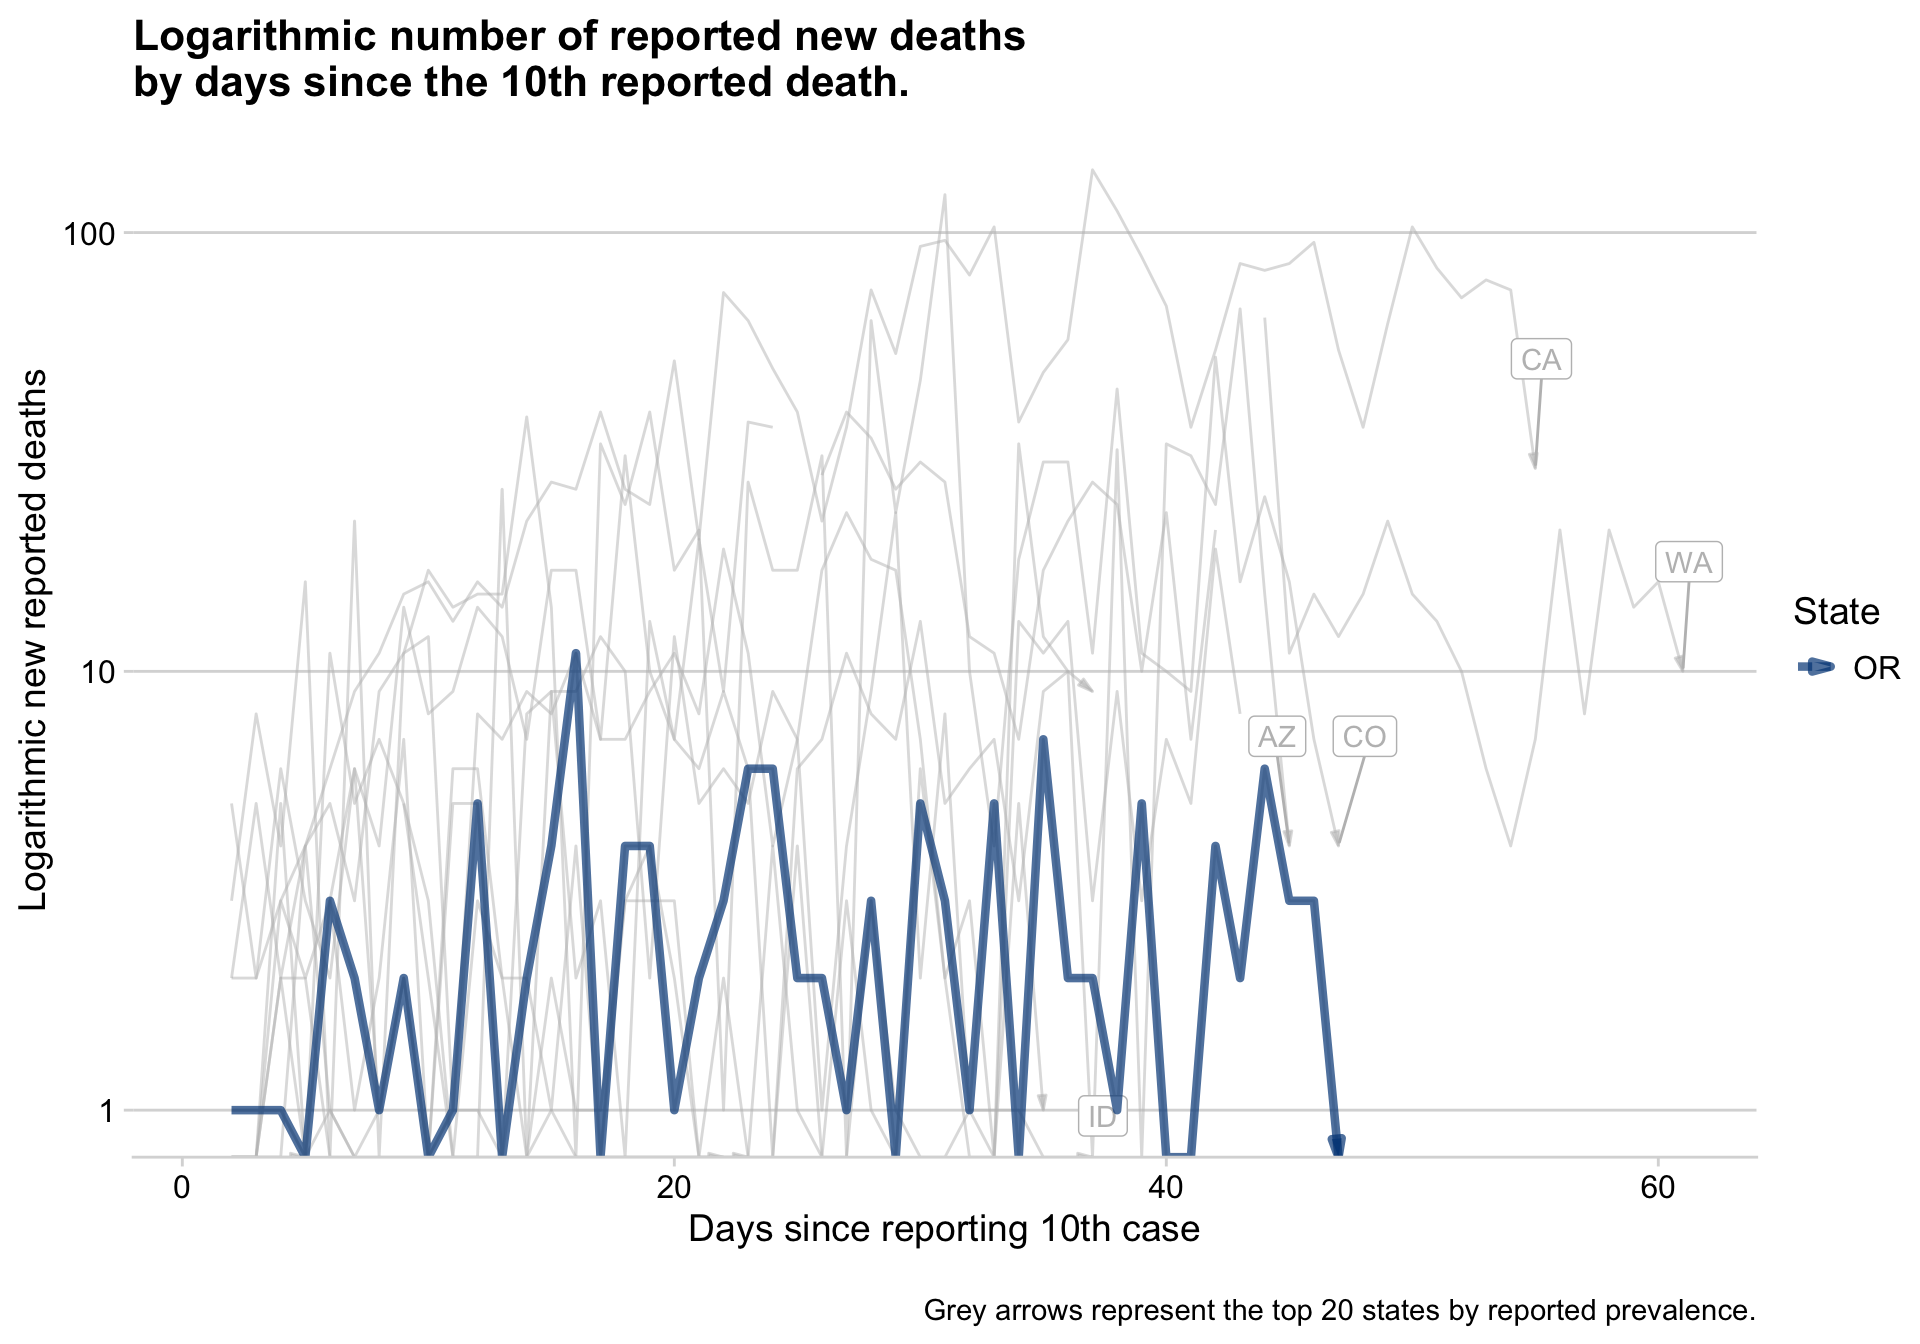 Logarithmic number of reported new deaths
by days since the 10th reported death.
Logarithmic new reported deaths
100
10
1
CA
WA
AZ
CO
ID
State
OR
0
20
40
60
Days since reporting 10th case
Grey arrows represent the top 20 states by reported prevalence.